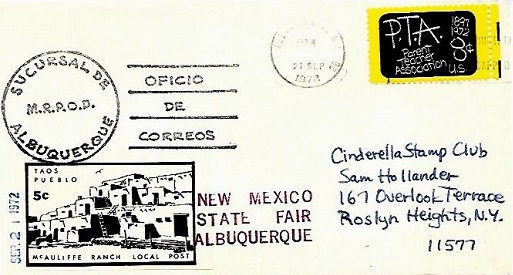 SUCURSAL DE
M.R.P.O.D.
ALBUQUERQUE
OFICIO
DE
CORREOS
PM
21 SEP
1972
P.T.A.
1897
1972
Parent
Teacher
Association
8¢
U.S.
TAOS
PUEBLO
5c
MCAULIFFE RANCH LOCAL POST
SEP 2 1 1972
NEW MEXICO
STATE FAIR
ALBUQUERQUE
Cinderella Stamp Club
Sam Hollander
167 Overlook Terrace
Roslyn Heights, N.Y.
11577